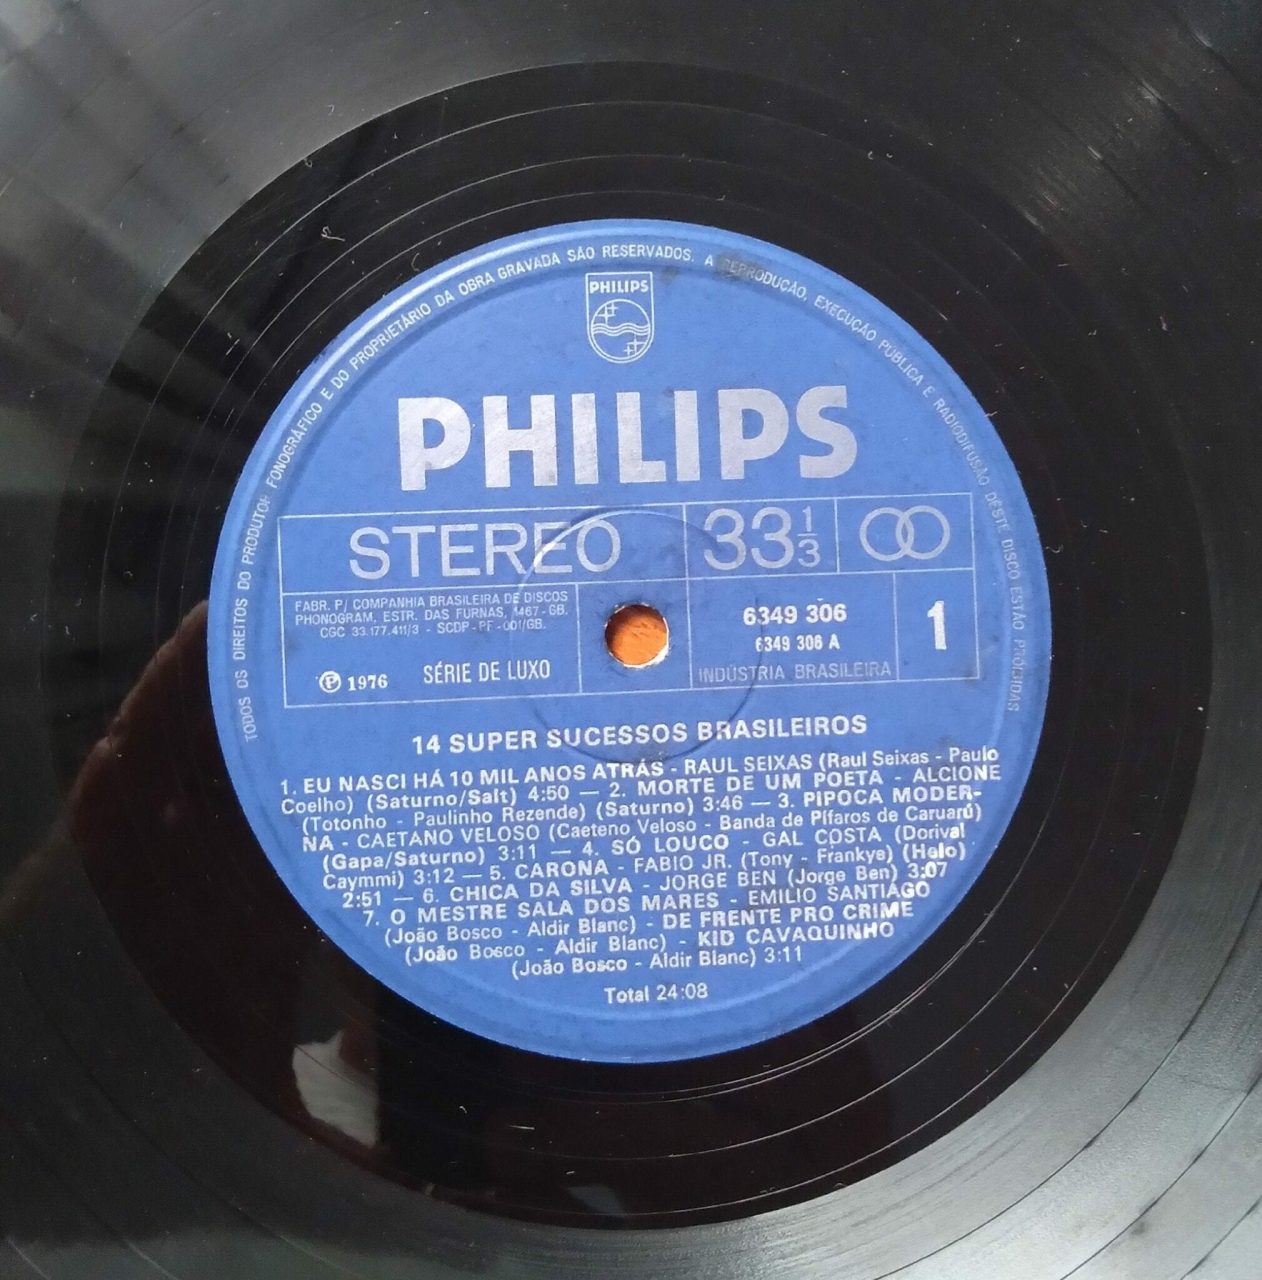 TODOS OS DIREITOS DO PRODUTOR FONOGRÁFICO E DO PROPRIETÁRIO DA OBRA GRAVADA SÃO RESERVADOS. A REPRODUÇÃO, EXECUÇÃO PÚBLICA E RADIODIFUSÃO DESTE DISCO ESTÃO PROIBIDAS
PHILIPS
PHILIPS
STEREO
33 1/3
FABR. P/ COMPANHIA BRASILEIRA DE DISCOS
PHONOGRAM, ESTR. DAS FURNAS, 1467-GB.
CGC 33.177.411/3 - SCDP-PF-001/GB.
Ⓟ 1976
SÉRIE DE LUXO
6349 306
6349 306 A
INDÚSTRIA BRASILEIRA
1
14 SUPER SUCESSOS BRASILEIROS
1. EU NASCI HÁ 10 MIL ANOS ATRÁS - RAUL SEIXAS (Raul Seixas - Paulo
Coelho) (Saturno/Salt) 4:50 — 2. MORTE DE UM POETA - ALCIONE
(Totonho - Paulinho Rezende) (Saturno) 3:46 — 3. PIPOCA MODER-
NA - CAETANO VELOSO (Caeteno Veloso - Banda de Pífaros de Caruarú)
(Gapa/Saturno) 3:11 — 4. SÓ LOUCO - GAL COSTA (Dorival
Caymmi) 3:12 — 5. CARONA - FABIO JR. (Tony - Frankye) (Helo)
2:51 — 6. CHICA DA SILVA - JORGE BEN (Jorge Ben) 3:07
7. O MESTRE SALA DOS MARES - EMILIO SANTIAGO
(João Bosco - Aldir Blanc) - DE FRENTE PRO CRIME
(João Bosco - Aldir Blanc) - KID CAVAQUINHO
(João Bosco - Aldir Blanc) 3:11
Total 24:08